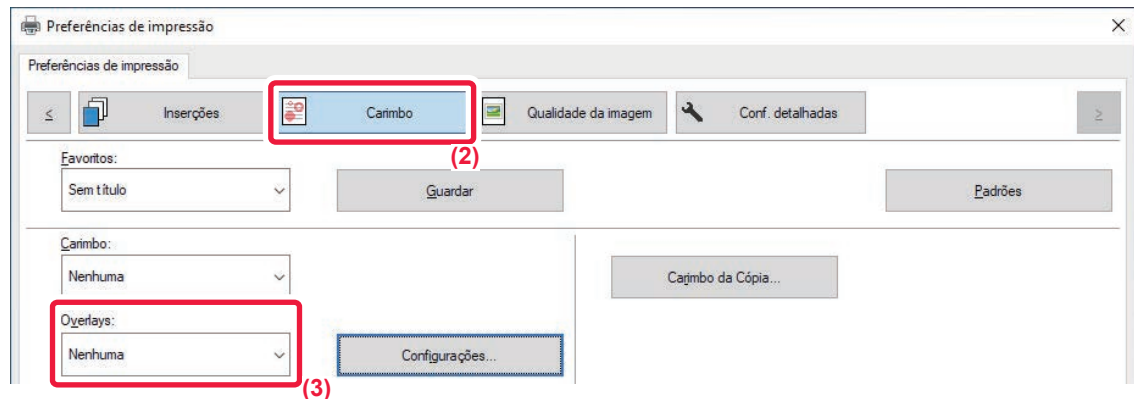 Preferências de impressão
Preferências de impressão
< Inserções Carimbo Qualidade da imagem Conf. detalhadas >
(2)
Favoritos:
Sem título Guardar Padrões
Carimbo:
Nenhuma Carimbo da Cópia...
Overlays:
Nenhuma Configurações...
(3)